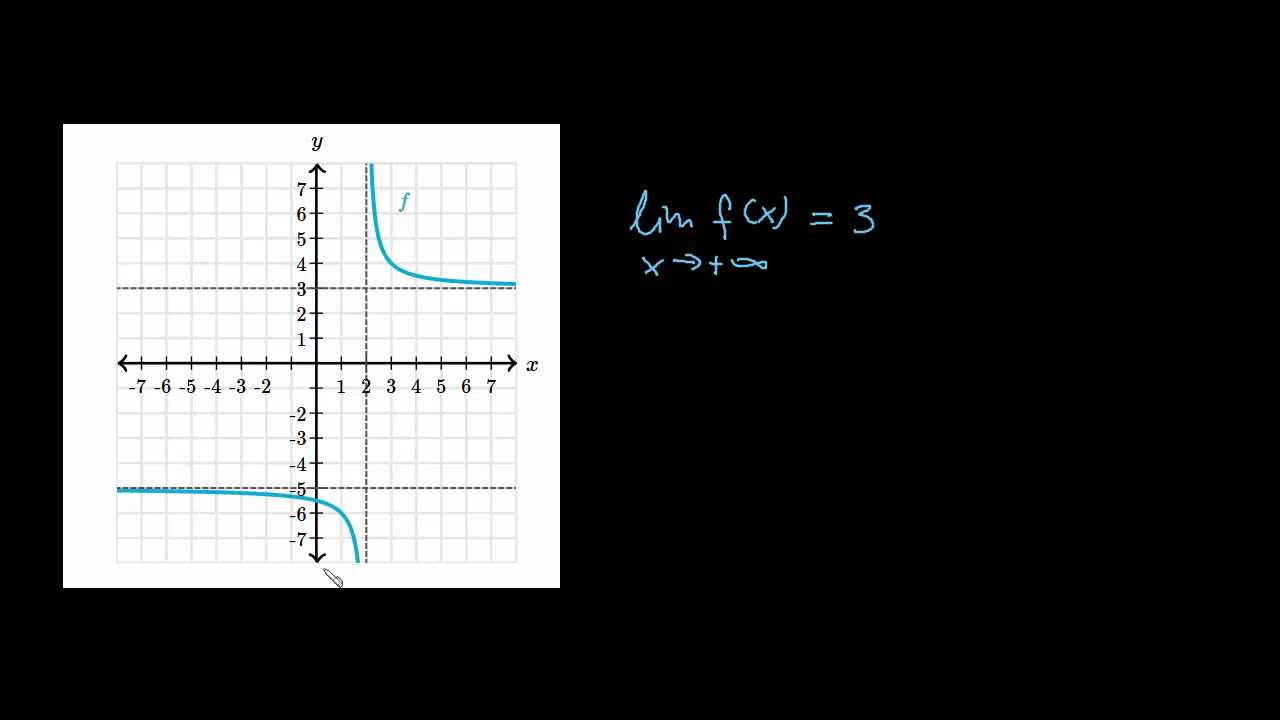 y
7
6
5
4
3
2
1
f
x
-7 -6 -5 -4 -3 -2 1 2 3 4 5 6 7
-2
-3
-4
-5
-6
-7
lim f(x) = 3
x → + ∞